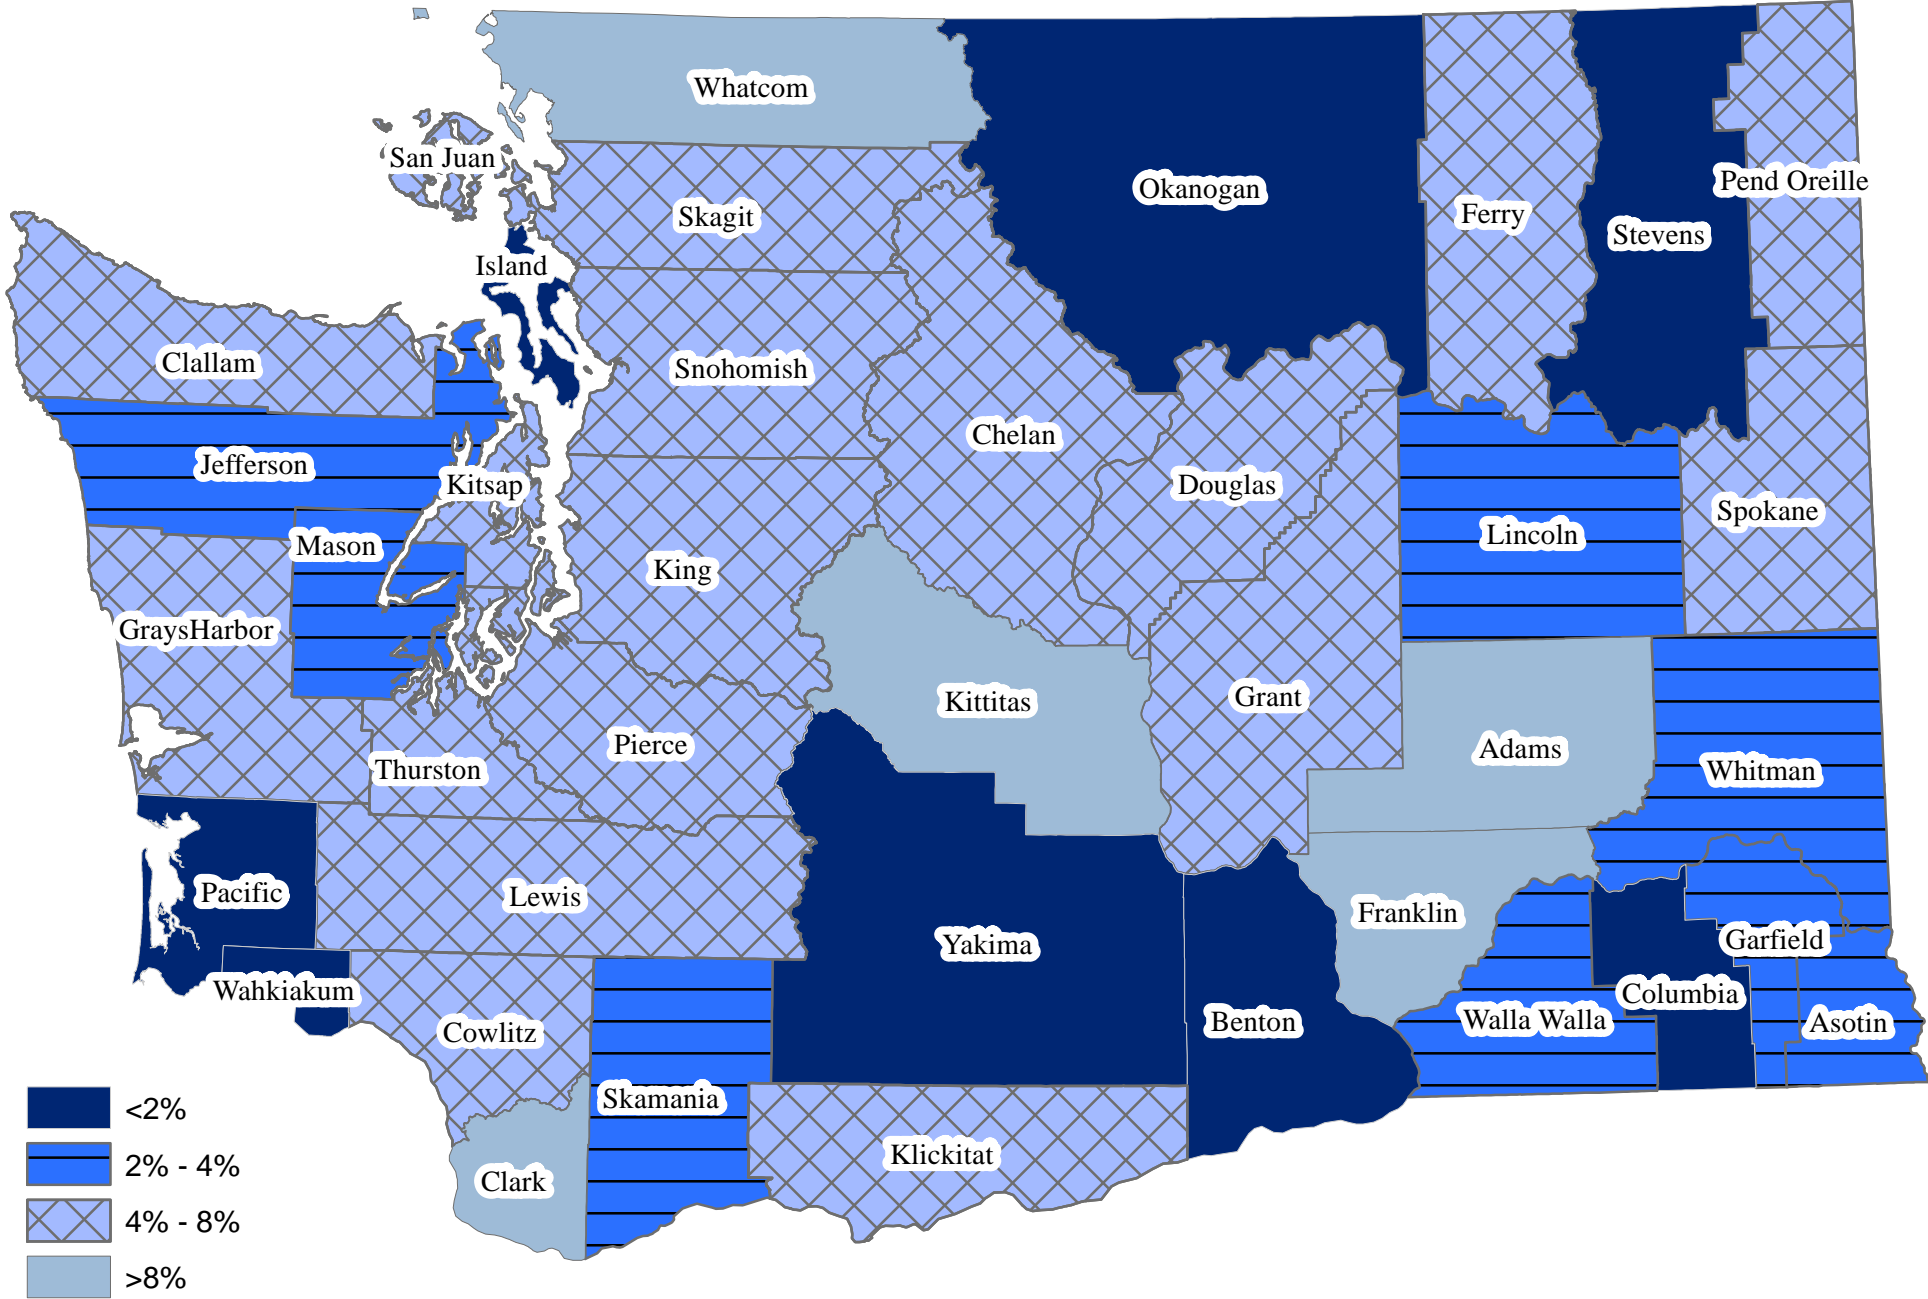 Whatcom
San Juan
Skagit
Okanogan
Ferry
Stevens
Pend Oreille
Island
Clallam
Snohomish
Chelan
Jefferson
Kitsap
Douglas
Lincoln
Spokane
Mason
King
GraysHarbor
Kittitas
Grant
Pierce
Adams
Thurston
Whitman
Pacific
Lewis
Yakima
Franklin
Garfield
Wahkiakum
Columbia
Cowlitz
Benton
Walla Walla
Asotin
Skamania
Klickitat
Clark
<2%
2% - 4%
4% - 8%
>8%